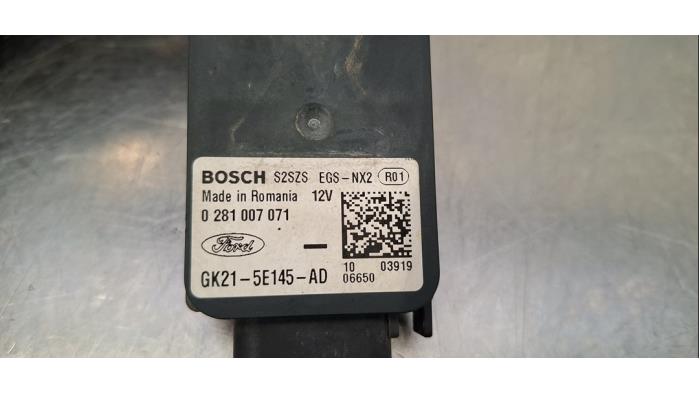 BOSCH S2SZS EGS-NX2 R01
Made in Romania 12V
0 281 007 071
Ford
GK21-5E145-AD
10 03919
06650